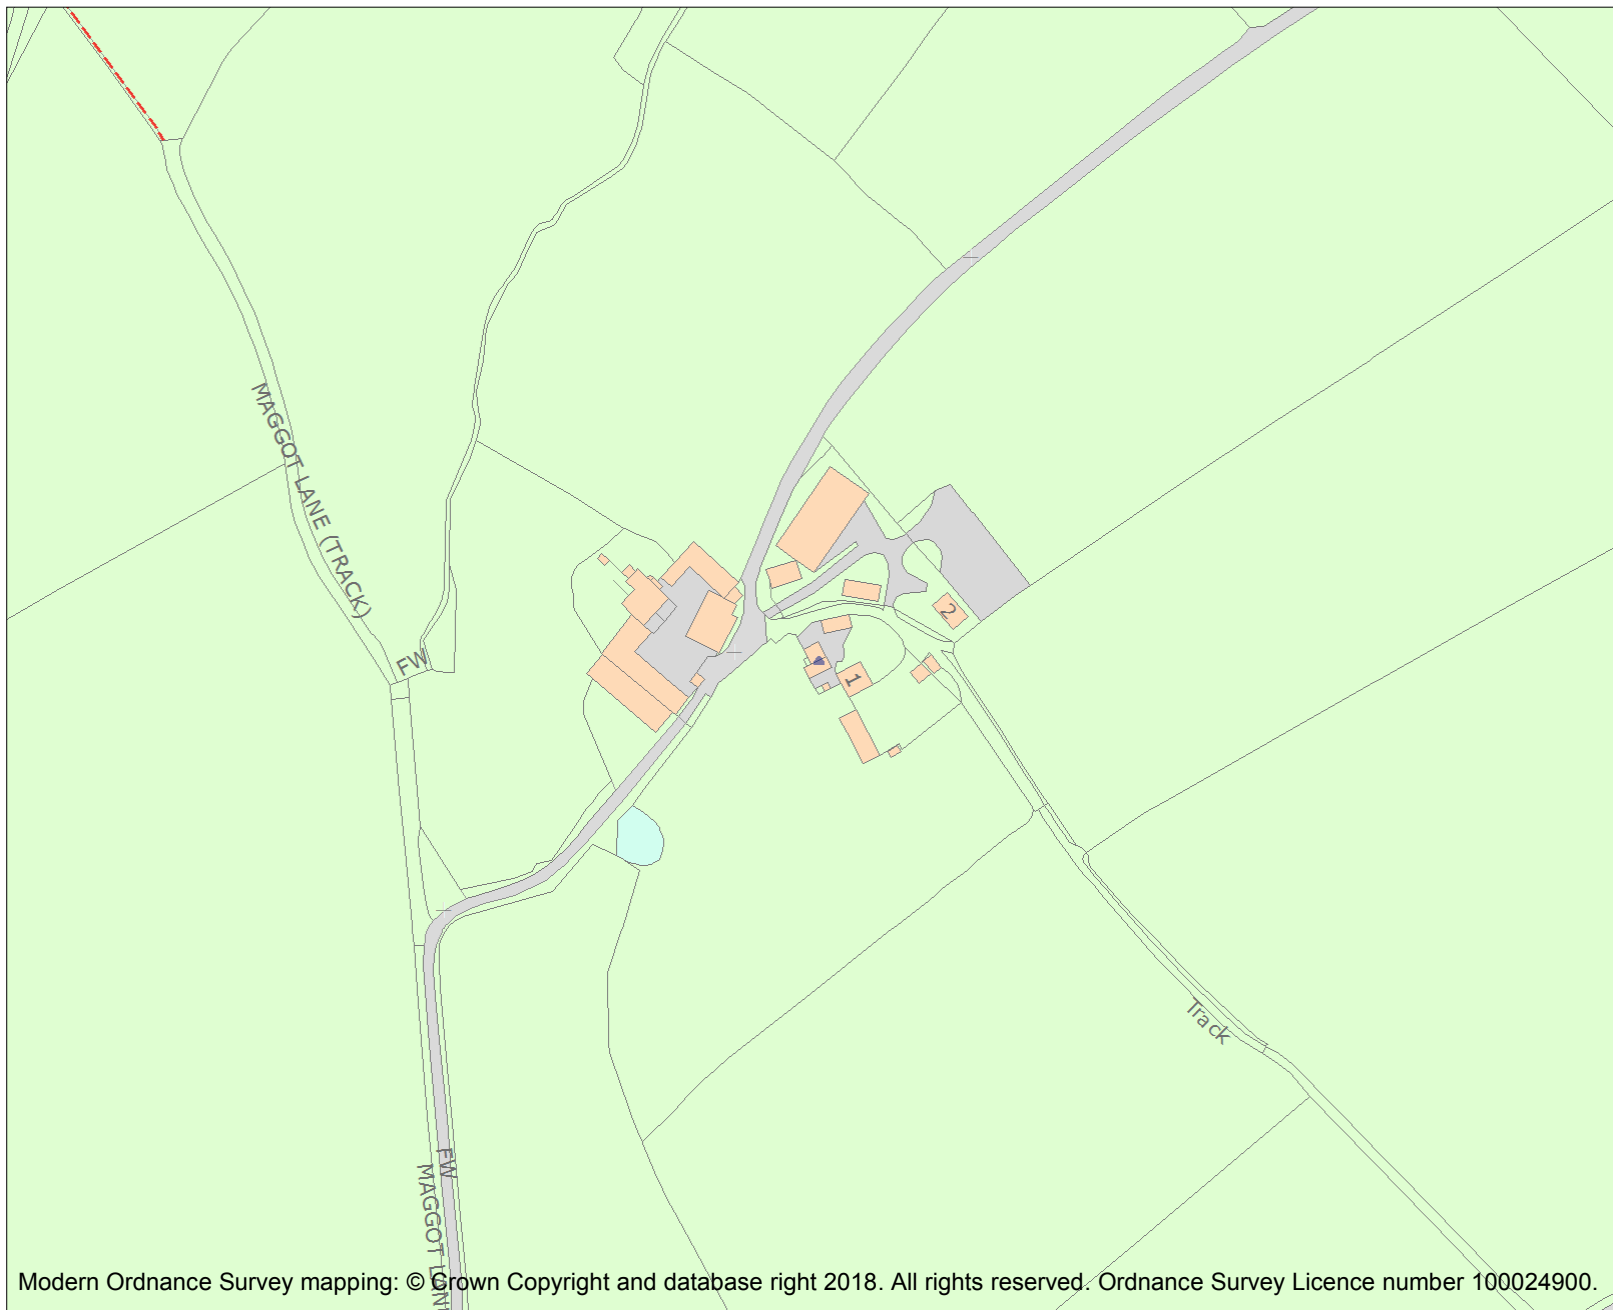 MAGGOT LANE (TRACK)
FW
2
1
Track
FW
MAGGOT LAN
Modern Ordnance Survey mapping: © Crown Copyright and database right 2018. All rights reserved. Ordnance Survey Licence number 100024900.